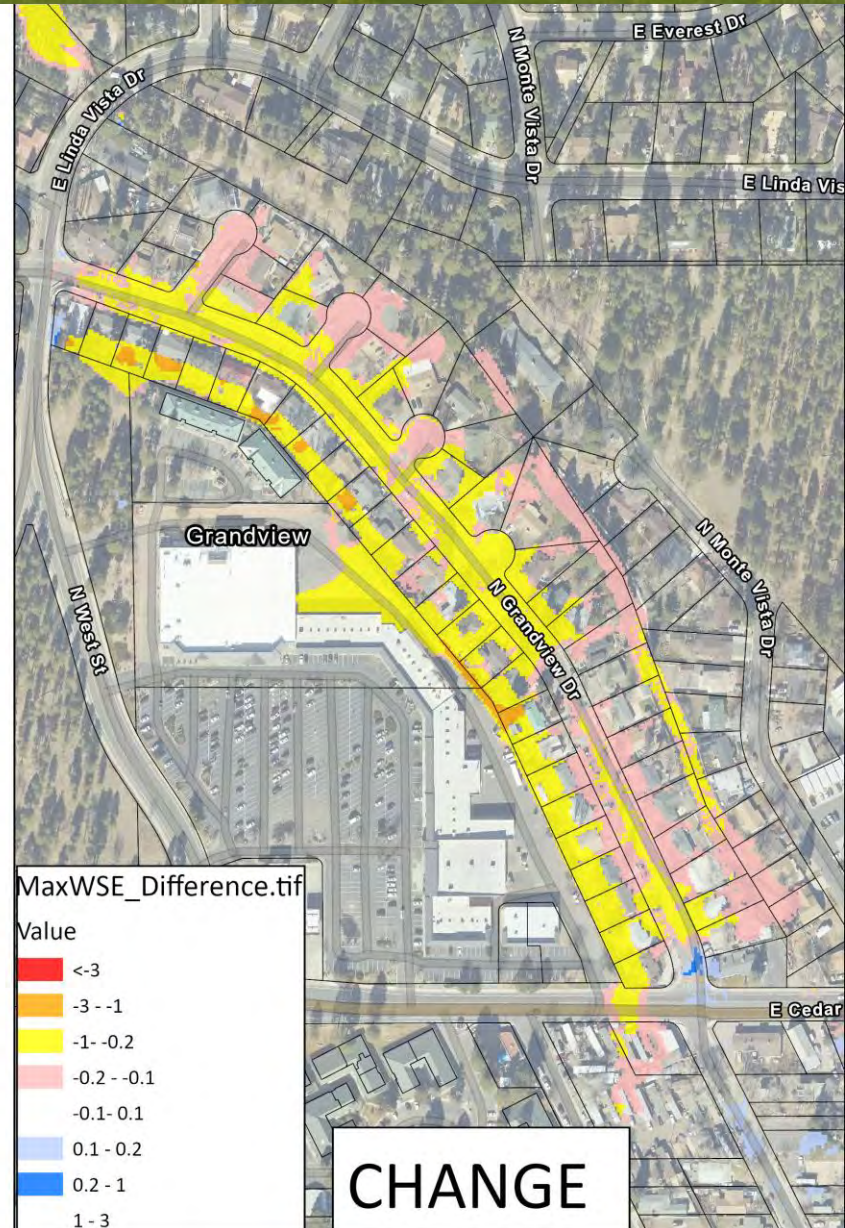 E Everest Dr
N Monte Vista Dr
E Linda Vista Dr
E Linda Vis
Grandview
N Monte Vista Dr
N West St
N Grandview Dr
E Cedar
MaxWSE_Difference.tif
Value
<-3
-3 - -1
-1- -0.2
-0.2 - -0.1
-0.1- 0.1
0.1 - 0.2
0.2 - 1
1 - 3
CHANGE